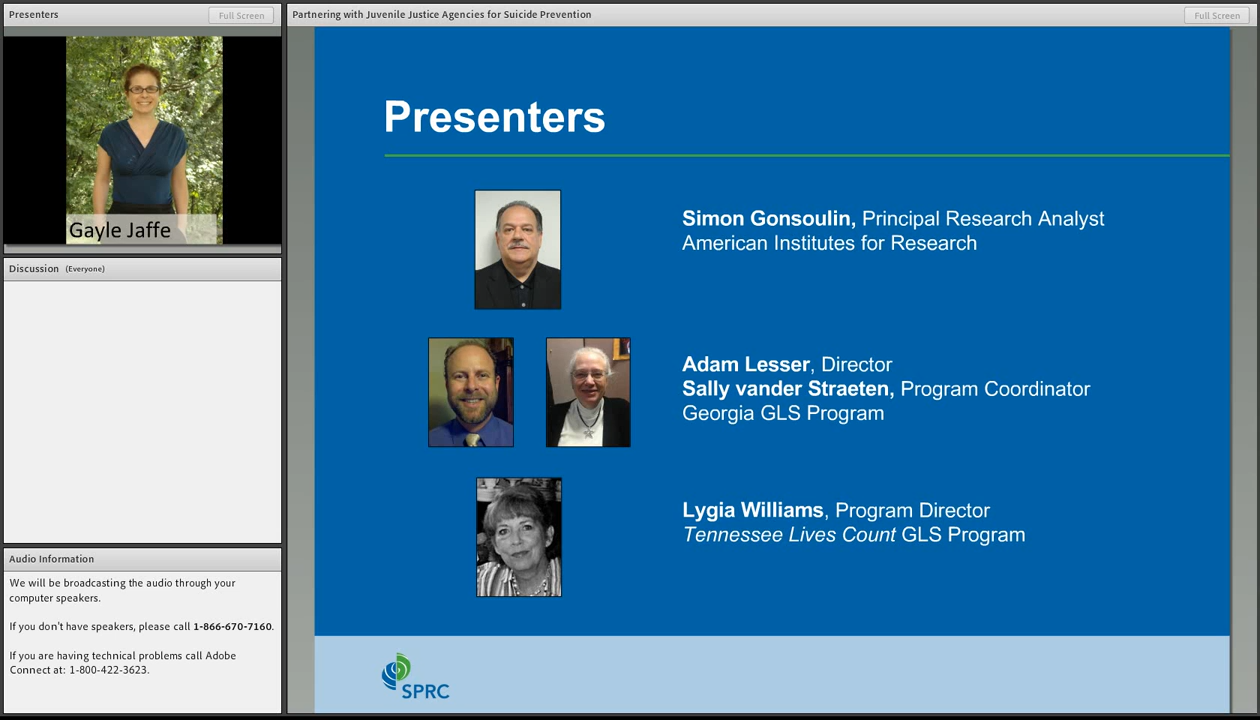 Presenters
Full Screen
Gayle Jaffe
Discussion (Everyone)
Audio Information
We will be broadcasting the audio through your
computer speakers.
If you don't have speakers, please call 1-866-670-7160.
If you are having technical problems call Adobe
Connect at: 1-800-422-3623.
Partnering with Juvenile Justice Agencies for Suicide Prevention
Full Screen
Presenters
Simon Gonsoulin, Principal Research Analyst
American Institutes for Research
Adam Lesser, Director
Sally vander Straeten, Program Coordinator
Georgia GLS Program
Lygia Williams, Program Director
Tennessee Lives Count GLS Program
SPRC